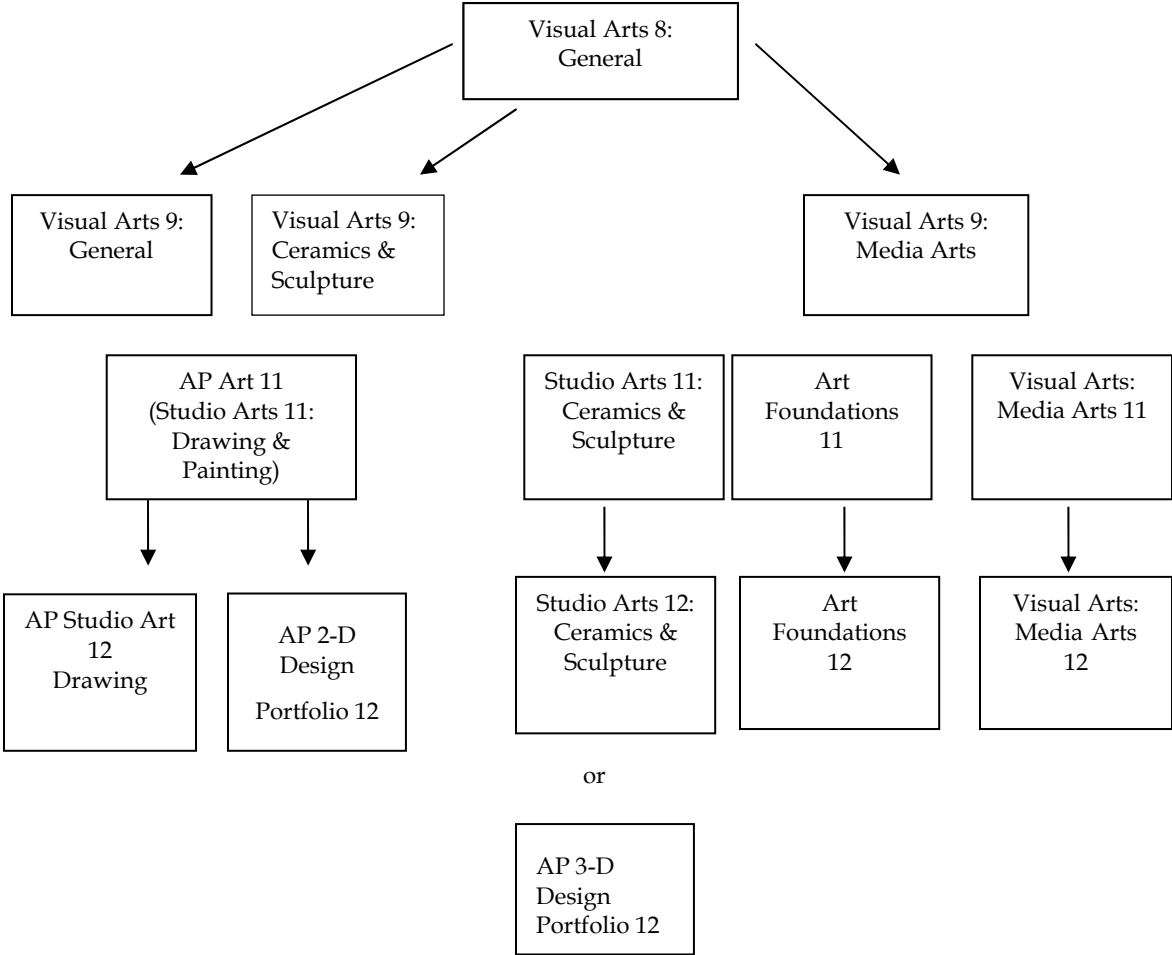 Visual Arts 8:
General
Visual Arts 9:
General
Visual Arts 9:
Ceramics &
Sculpture
Visual Arts 9:
Media Arts
AP Art 11
(Studio Arts 11:
Drawing &
Painting)
Studio Arts 11:
Ceramics &
Sculpture
Art
Foundations
11
Visual Arts:
Media Arts 11
AP Studio Art
12
Drawing
AP 2-D
Design
Portfolio 12
Studio Arts 12:
Ceramics &
Sculpture
Art
Foundations
12
Visual Arts:
Media Arts
12
or
AP 3-D
Design
Portfolio 12